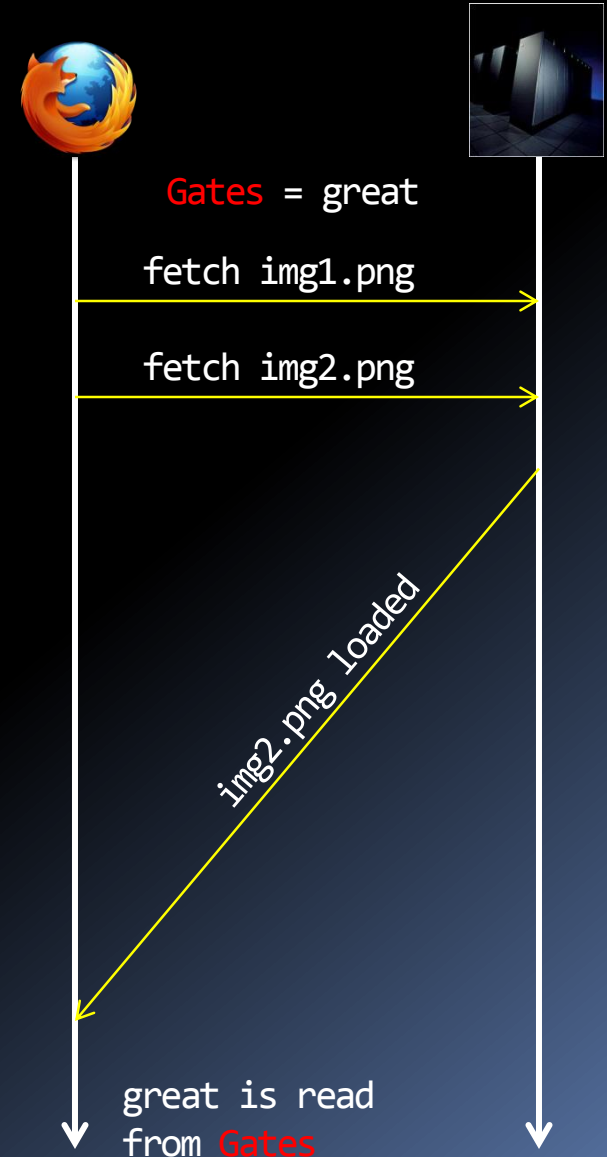 Gates = great
fetch img1.png
fetch img2.png
img2.png loaded
great is read
from Gates